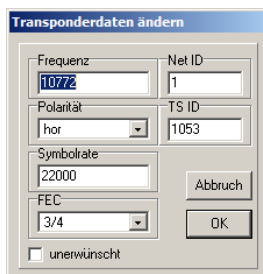 Transponderdaten ändern
Frequenz
10772
Net ID
1
Polarität
hor
TS ID
1053
Symbolrate
22000
FEC
3/4
Abbruch
OK
unerwünscht